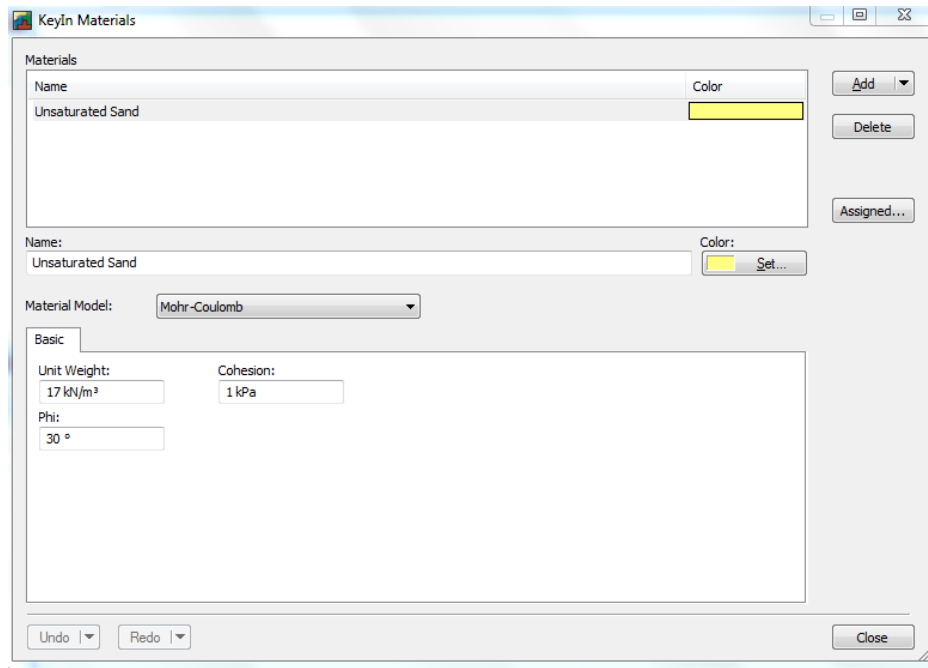 KeyIn Materials
Materials
Name Color
Add
Unsaturated Sand
Delete
Assigned...
Name: Color:
Unsaturated Sand Set...
Material Model: Mohr-Coulomb
Basic
Unit Weight: Cohesion:
17 kN/m³ 1 kPa
Phi:
30 °
Undo Redo Close